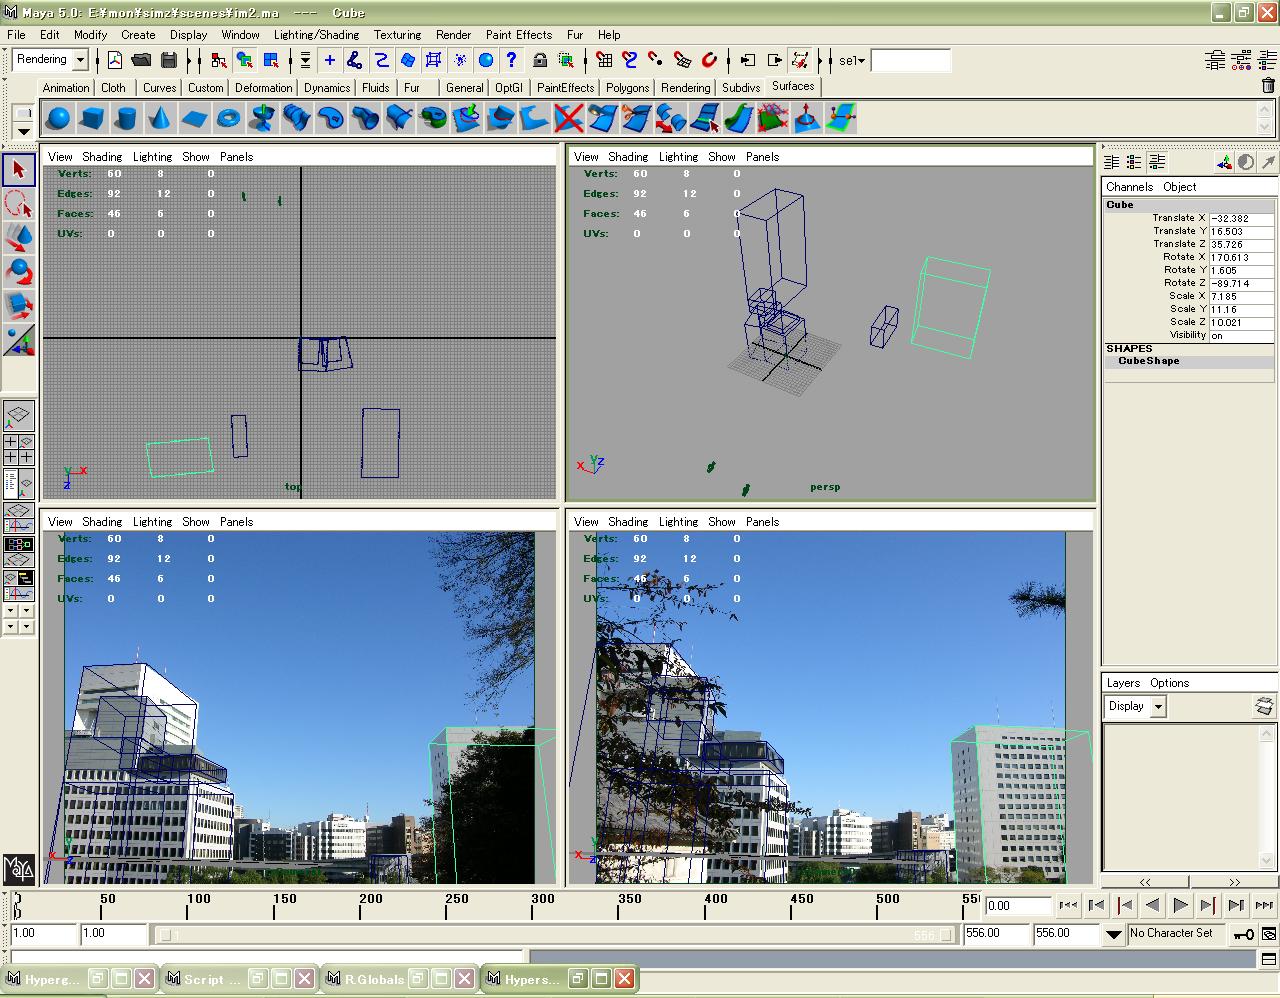 Maya 5.0: E:¥mon¥simz¥scenes¥im2.ma --- Cube
File Edit Modify Create Display Window Lighting/Shading Texturing Render Paint Effects Fur Help
Rendering
sel
Animation Cloth Curves Custom Deformation Dynamics Fluids Fur General OptGI PaintEffects Polygons Rendering Subdivs Surfaces
View Shading Lighting Show Panels
Verts: 60 8 0
Edges: 92 12 0
Faces: 46 6 0
UVs: 0 0 0
Y X
Z
top
View Shading Lighting Show Panels
Verts: 60 8 0
Edges: 92 12 0
Faces: 46 6 0
UVs: 0 0 0
X Y Z
persp
Channels Object
Cube
Translate X -32.382
Translate Y 16.503
Translate Z 35.726
Rotate X 170.613
Rotate Y 1.605
Rotate Z -89.714
Scale X 7.185
Scale Y 11.16
Scale Z 10.021
Visibility on
SHAPES
CubeShape
View Shading Lighting Show Panels
Verts: 60 8 0
Edges: 92 12 0
Faces: 46 6 0
UVs: 0 0 0
View Shading Lighting Show Panels
Verts: 60 8 0
Edges: 92 12 0
Faces: 46 6 0
UVs: 0 0 0
Layers Options
Display
<< >>
MAYA
50 100 150 200 250 300 350 400 450 500 55
0.00
1.00 1.00 1 556 556.00 556.00 No Character Set
Hyperg... Script ... R.Globals Hypers...